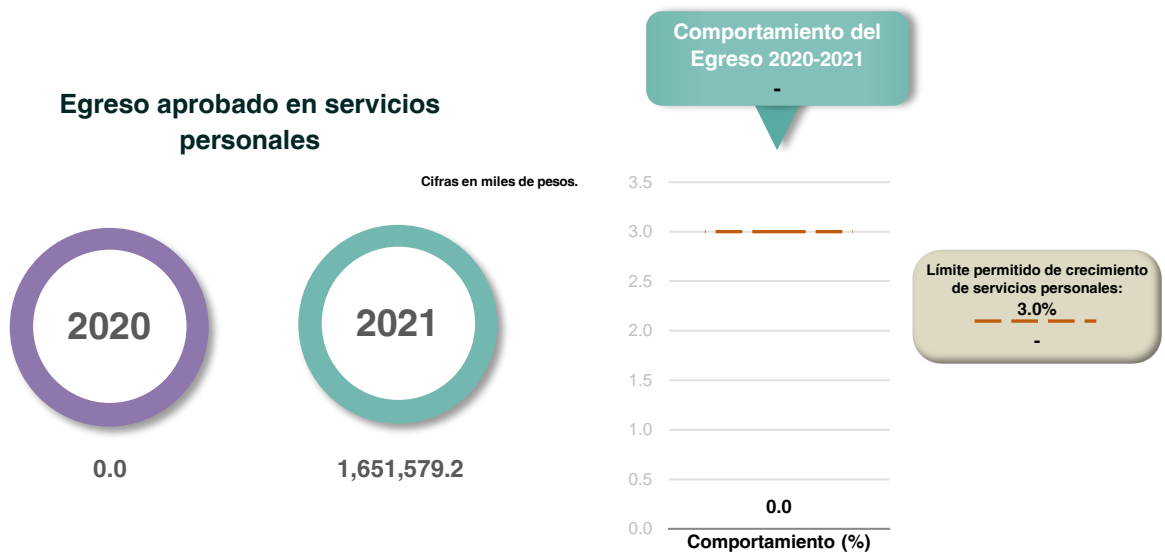 Egreso aprobado en servicios
personales
Cifras en miles de pesos.
2020
2021
0.0
1,651,579.2
Comportamiento del
Egreso 2020-2021
-
3.5
3.0
2.5
2.0
1.5
1.0
0.5
0.0
0.0
Comportamiento (%)
Límite permitido de crecimiento
de servicios personales:
3.0%
-